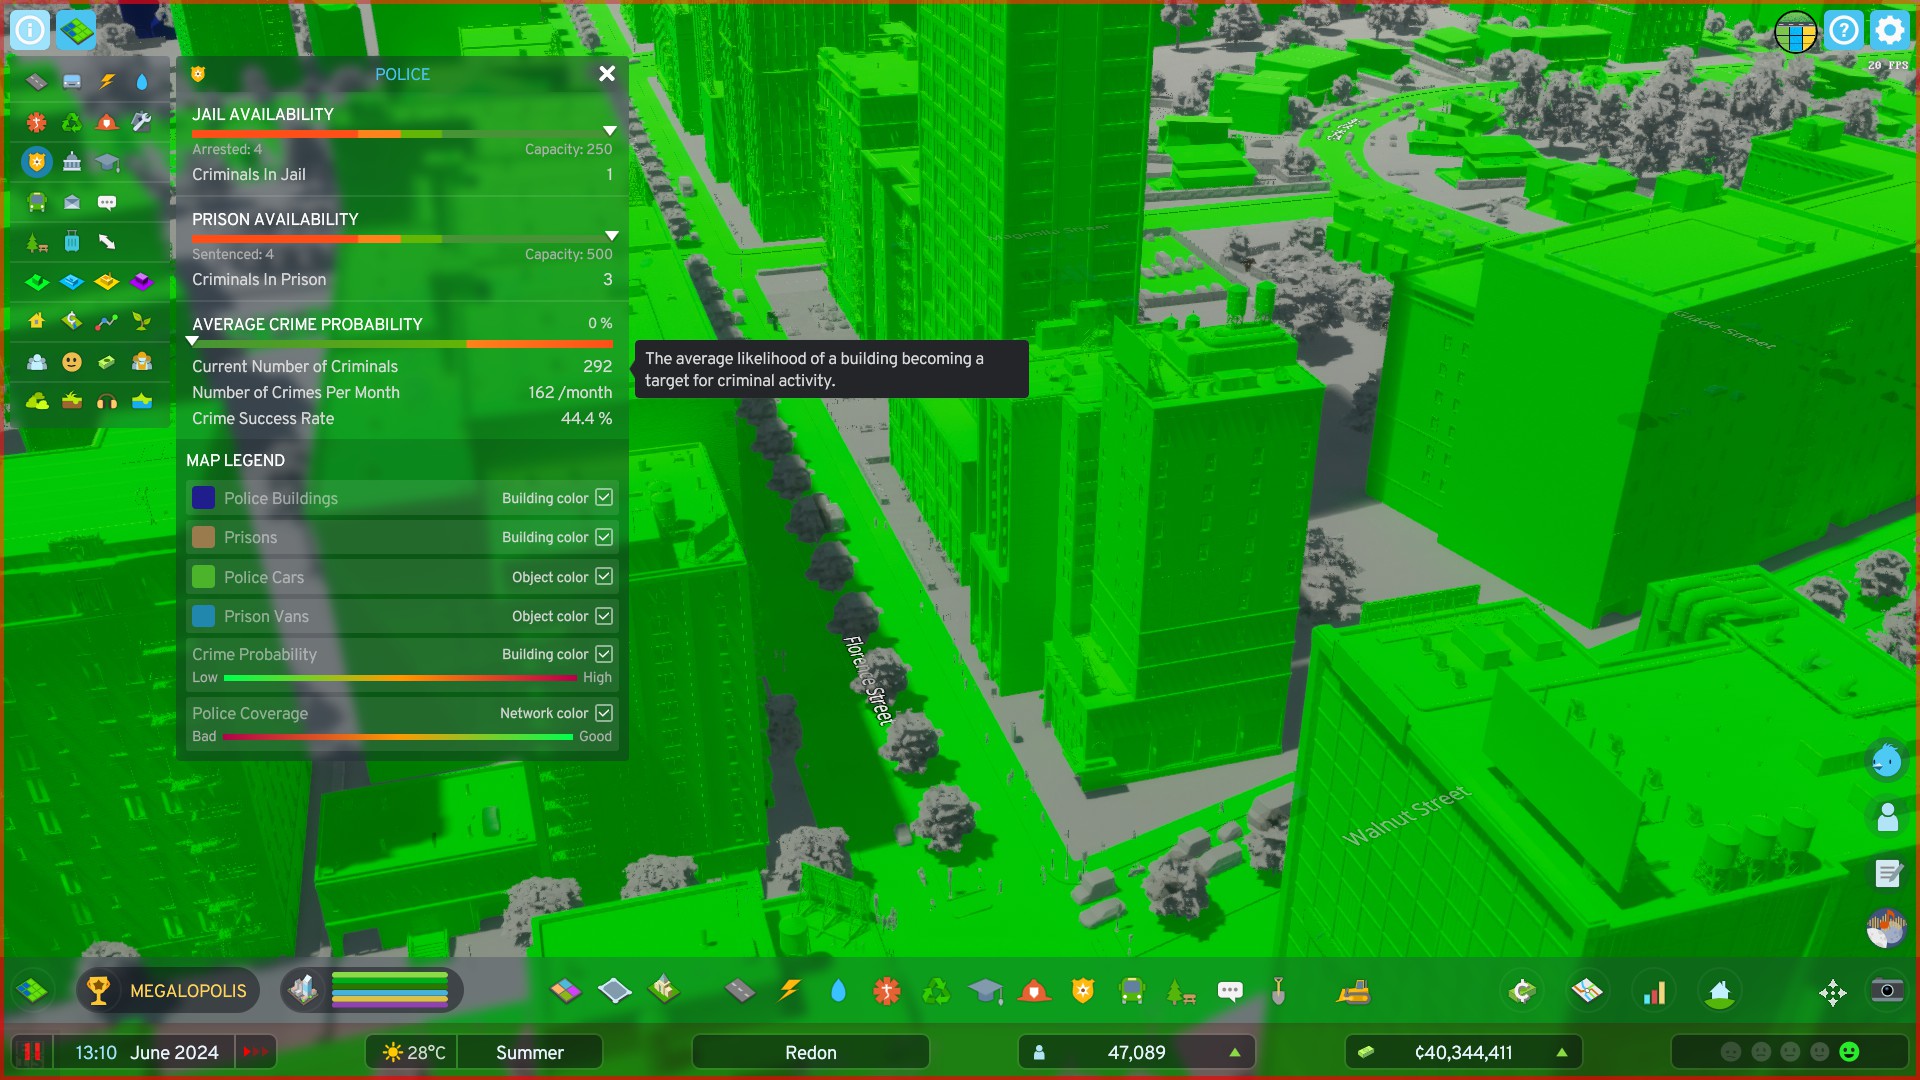 20 FPS
POLICE
JAIL AVAILABILITY
Arrested: 4 Capacity: 250
Criminals In Jail 1
PRISON AVAILABILITY
Sentenced: 4 Capacity: 500
Criminals In Prison 3
AVERAGE CRIME PROBABILITY 0 %
Current Number of Criminals 292
Number of Crimes Per Month 162 /month
Crime Success Rate 44.4 %
The average likelihood of a building becoming a
target for criminal activity.
MAP LEGEND
Police Buildings Building color
Prisons Building color
Police Cars Object color
Prison Vans Object color
Crime Probability Building color
Low High
Police Coverage Network color
Bad Good
Magnolia Street
Glade Street
Florence Street
Walnut Street
MEGALOPOLIS
13:10 June 2024
28°C Summer
Redon
47,089
¢40,344,411